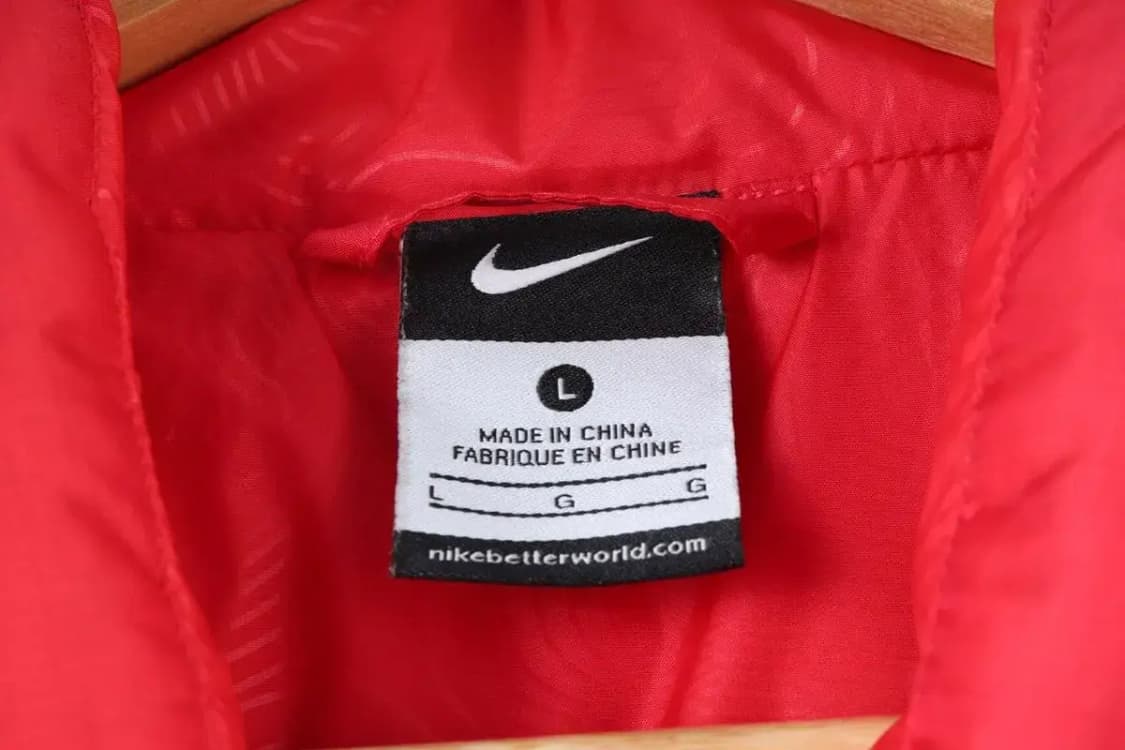 L
MADE IN CHINA
FABRIQUE EN CHINE
L G G
nikebetterworld.com